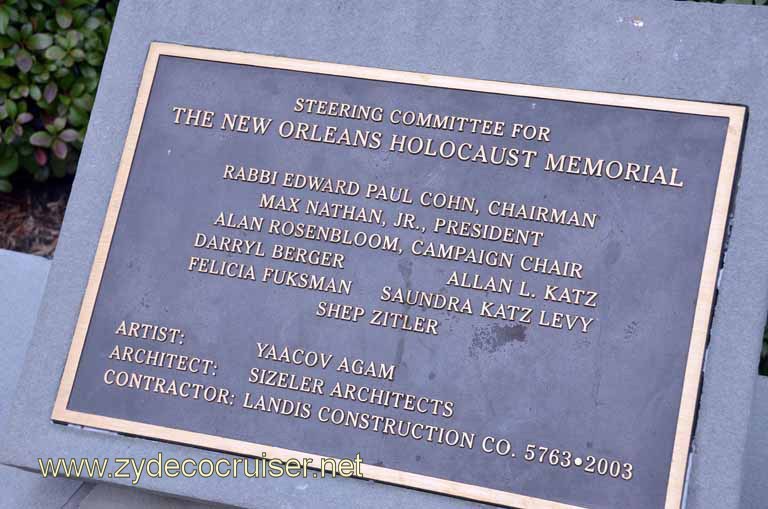 STEERING COMMITTEE FOR
THE NEW ORLEANS HOLOCAUST MEMORIAL
RABBI EDWARD PAUL COHN, CHAIRMAN
MAX NATHAN, JR., PRESIDENT
ALAN ROSENBLOOM, CAMPAIGN CHAIR
DARRYL BERGER ALLAN L. KATZ
FELICIA FUKSMAN SAUNDRA KATZ LEVY
SHEP ZITLER
ARTIST: YAACOV AGAM
ARCHITECT: SIZELER ARCHITECTS
CONTRACTOR: LANDIS CONSTRUCTION CO. 5763•2003
www.zydecocruiser.net